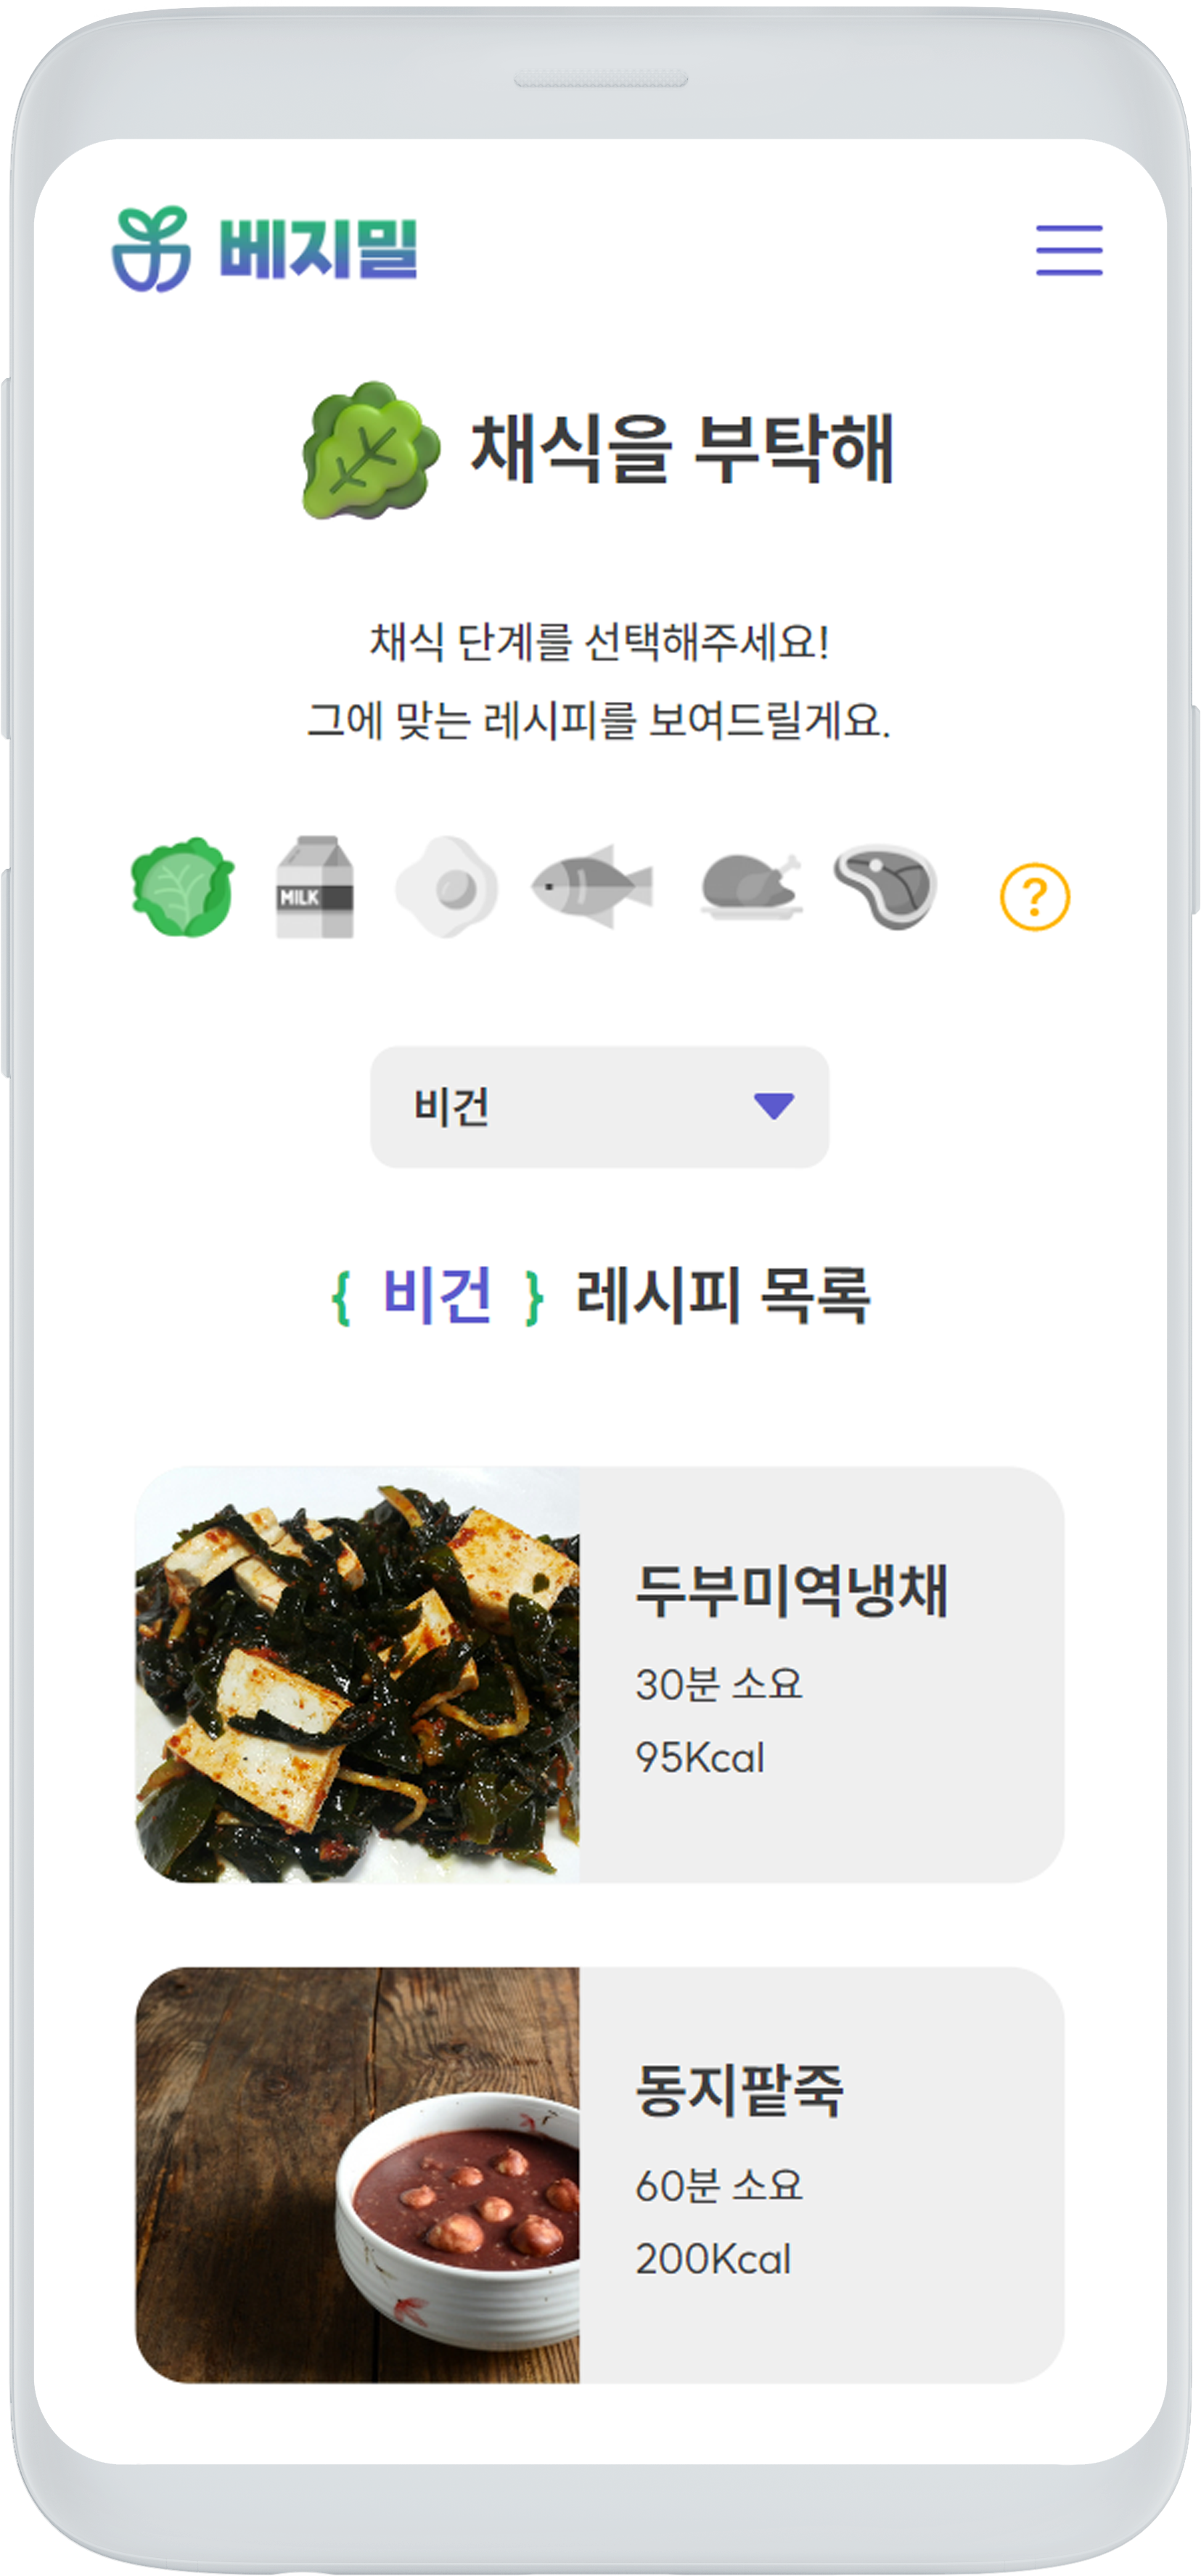 베지밀
채식을 부탁해
채식 단계를 선택해주세요!
그에 맞는 레시피를 보여드릴게요.
MILK
?
비건
{ 비건 } 레시피 목록
두부미역냉채
30분 소요
95Kcal
동지팥죽
60분 소요
200Kcal